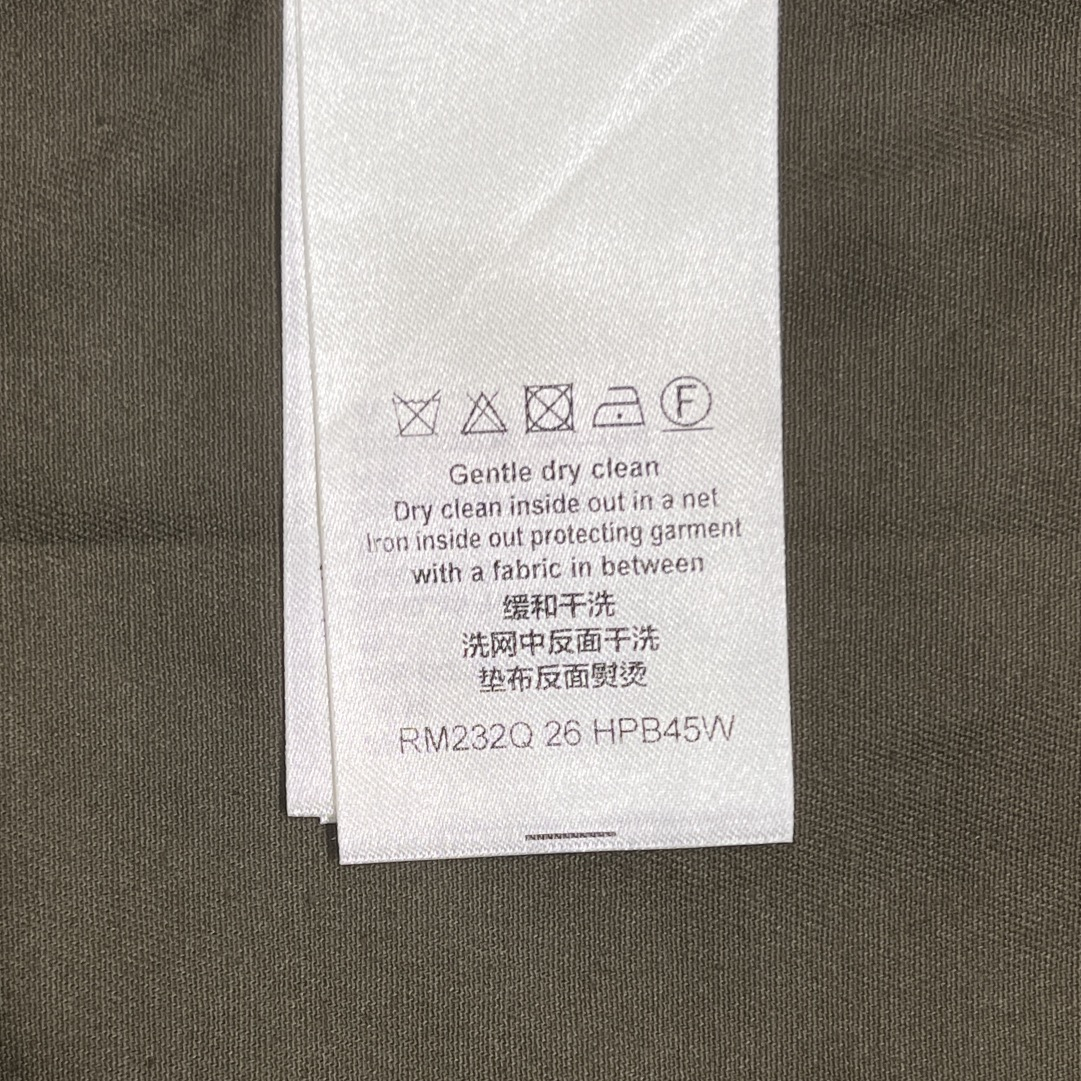 F
Gentle dry clean
Dry clean inside out in a net
Iron inside out protecting garment
with a fabric in between
缓和干洗
洗网中反面干洗
垫布反面熨烫
RM232Q 26 HPB45W